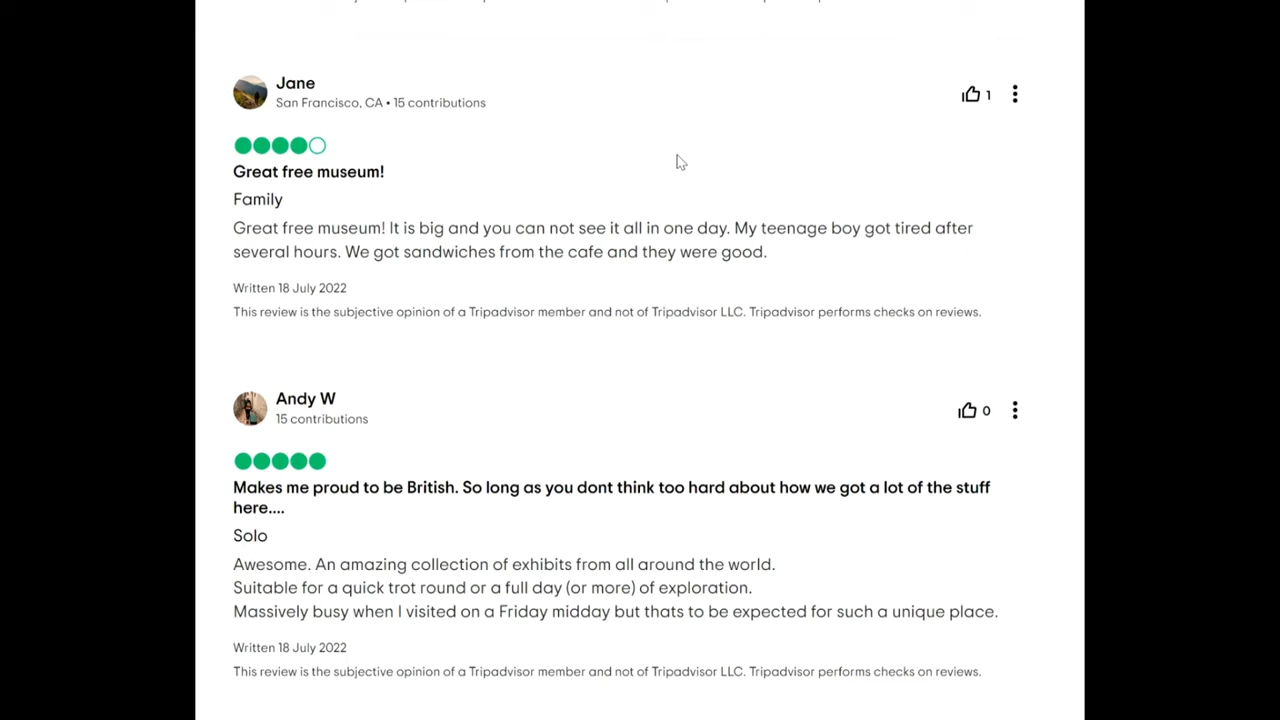 Jane
San Francisco, CA • 15 contributions
1
Great free museum!
Family
Great free museum! It is big and you can not see it all in one day. My teenage boy got tired after
several hours. We got sandwiches from the cafe and they were good.
Written 18 July 2022
This review is the subjective opinion of a Tripadvisor member and not of Tripadvisor LLC. Tripadvisor performs checks on reviews.
Andy W
15 contributions
0
Makes me proud to be British. So long as you dont think too hard about how we got a lot of the stuff
here....
Solo
Awesome. An amazing collection of exhibits from all around the world.
Suitable for a quick trot round or a full day (or more) of exploration.
Massively busy when I visited on a Friday midday but thats to be expected for such a unique place.
Written 18 July 2022
This review is the subjective opinion of a Tripadvisor member and not of Tripadvisor LLC. Tripadvisor performs checks on reviews.